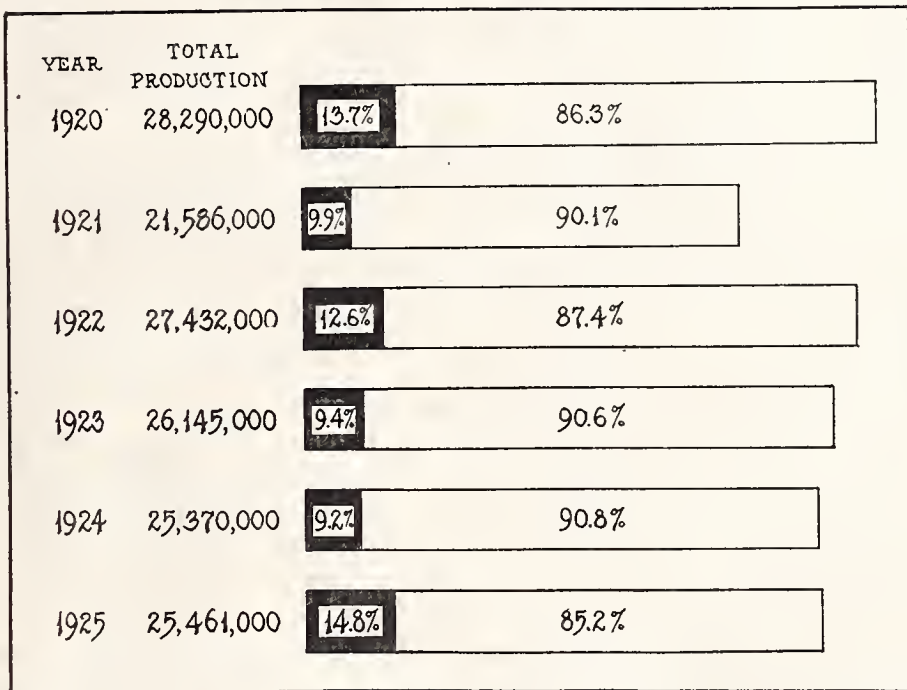 YEAR TOTAL PRODUCTION
1920 28,290,000 13.7% 86.3%
1921 21,586,000 9.9% 90.1%
1922 27,432,000 12.6% 87.4%
1923 26,145,000 9.4% 90.6%
1924 25,370,000 9.2% 90.8%
1925 25,461,000 14.8% 85.2%